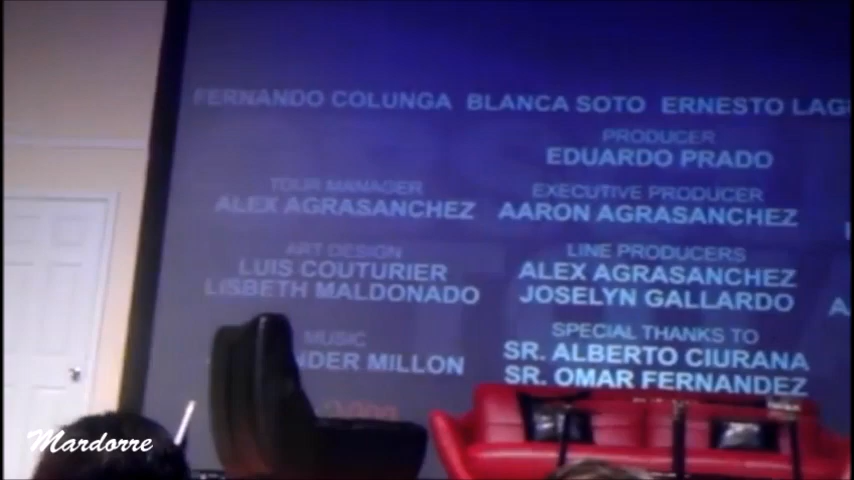 FERNANDO COLUNGA BLANCA SOTO ERNESTO
PRODUCER
EDUARDO PRADO
TOUR MANAGER
ALEX AGRASANCHEZ
EXECUTIVE PRODUCER
AARON AGRASANCHEZ
ART DESIGN
LUIS COUTURIER
LISBETH MALDONADO
LINE PRODUCERS
ALEX AGRASANCHEZ
JOSELYN GALLARDO
MUSIC
MILLON
SPECIAL THANKS TO
SR. ALBERTO CIURANA
SR. OMAR FERNANDEZ
Mardorre